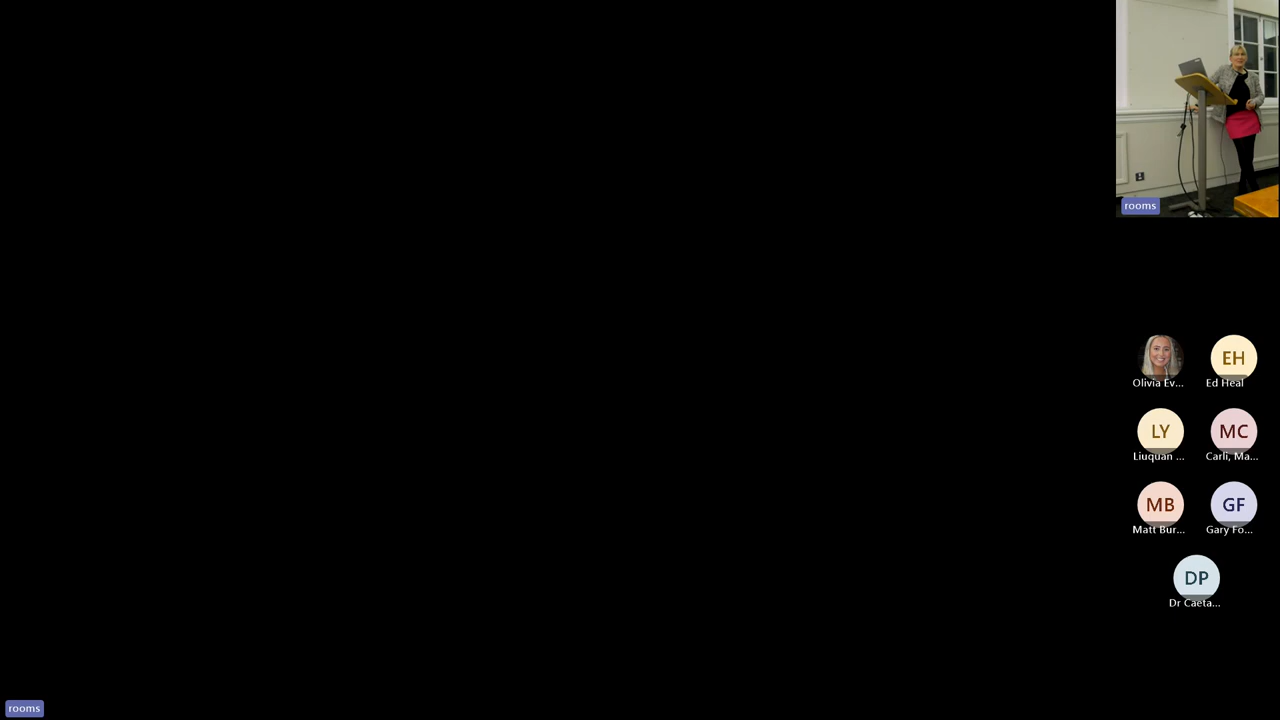 rooms
Olivia Ev...
EH
Ed Heal
LY
Liuquan ...
MC
Carli, Ma...
MB
Matt Bur...
GF
Gary Fo...
DP
Dr Caeta...
rooms